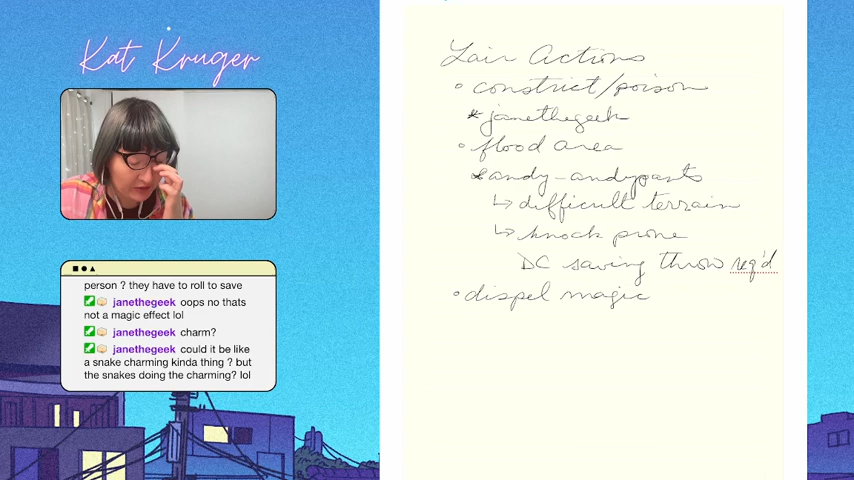 Kat Kruger
person ? they have to roll to save
janethegeek oops no thats
not a magic effect lol
janethegeek charm?
janethegeek could it be like
a snake charming kinda thing ? but
the snakes doing the charming? lol
Lair Actions
• constrict/poison
* janethegeek
• flood area
* andy-andypants
↳ difficult terrain
↳ knock prone
DC saving throw req'd
• dispel magic